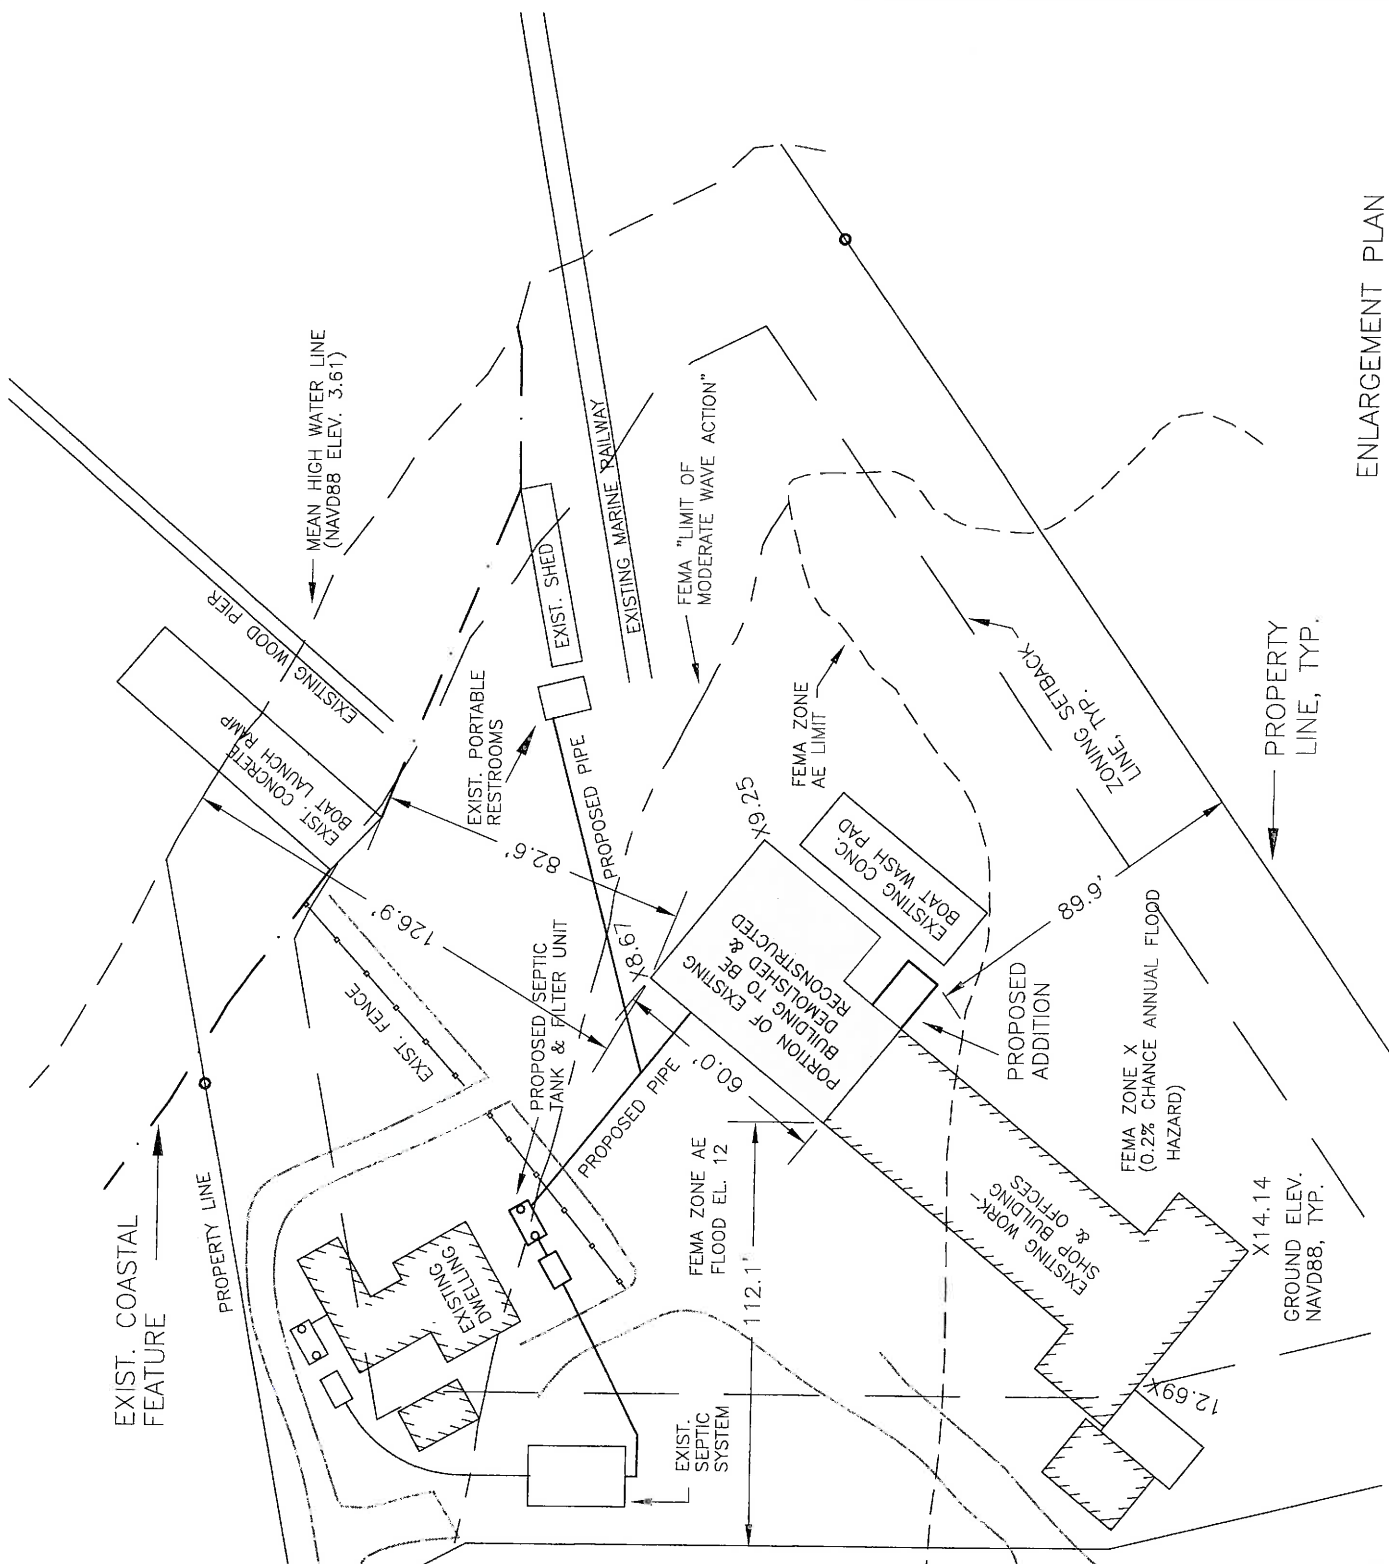 EXIST. COASTAL
FEATURE
PROPERTY LINE
EXIST. FENCE
EXIST. CONCRETE
BOAT LAUNCH RAMP
EXISTING WOOD PIER
MEAN HIGH WATER LINE
(NAVD88 ELEV. 3.61)
126.9'
82.6'
EXISTING
DWELLING
PROPOSED SEPTIC
TANK & FILTER UNIT
EXIST. PORTABLE
RESTROOMS
EXIST. SHED
PROPOSED PIPE
EXISTING MARINE RAILWAY
PROPOSED PIPE
X8.67
60.0'
FEMA "LIMIT OF
MODERATE WAVE ACTION"
EXIST.
SEPTIC
SYSTEM
FEMA ZONE AE
FLOOD EL. 12
112.1'
PORTION OF EXISTING
BUILDING TO BE
DEMOLISHED &
RECONSTRUCTED
X9.25
FEMA ZONE
AE LIMIT
EXISTING CONC.
BOAT WASH PAD
PROPOSED
ADDITION
89.9'
ZONING SETBACK
LINE, TYP.
EXISTING WORK-
SHOP BUILDING
& OFFICES
FEMA ZONE X
(0.2% CHANCE ANNUAL FLOOD
HAZARD)
12.69X
X14.14
GROUND ELEV.
NAVD88, TYP.
PROPERTY
LINE, TYP.
ENLARGEMENT PLAN